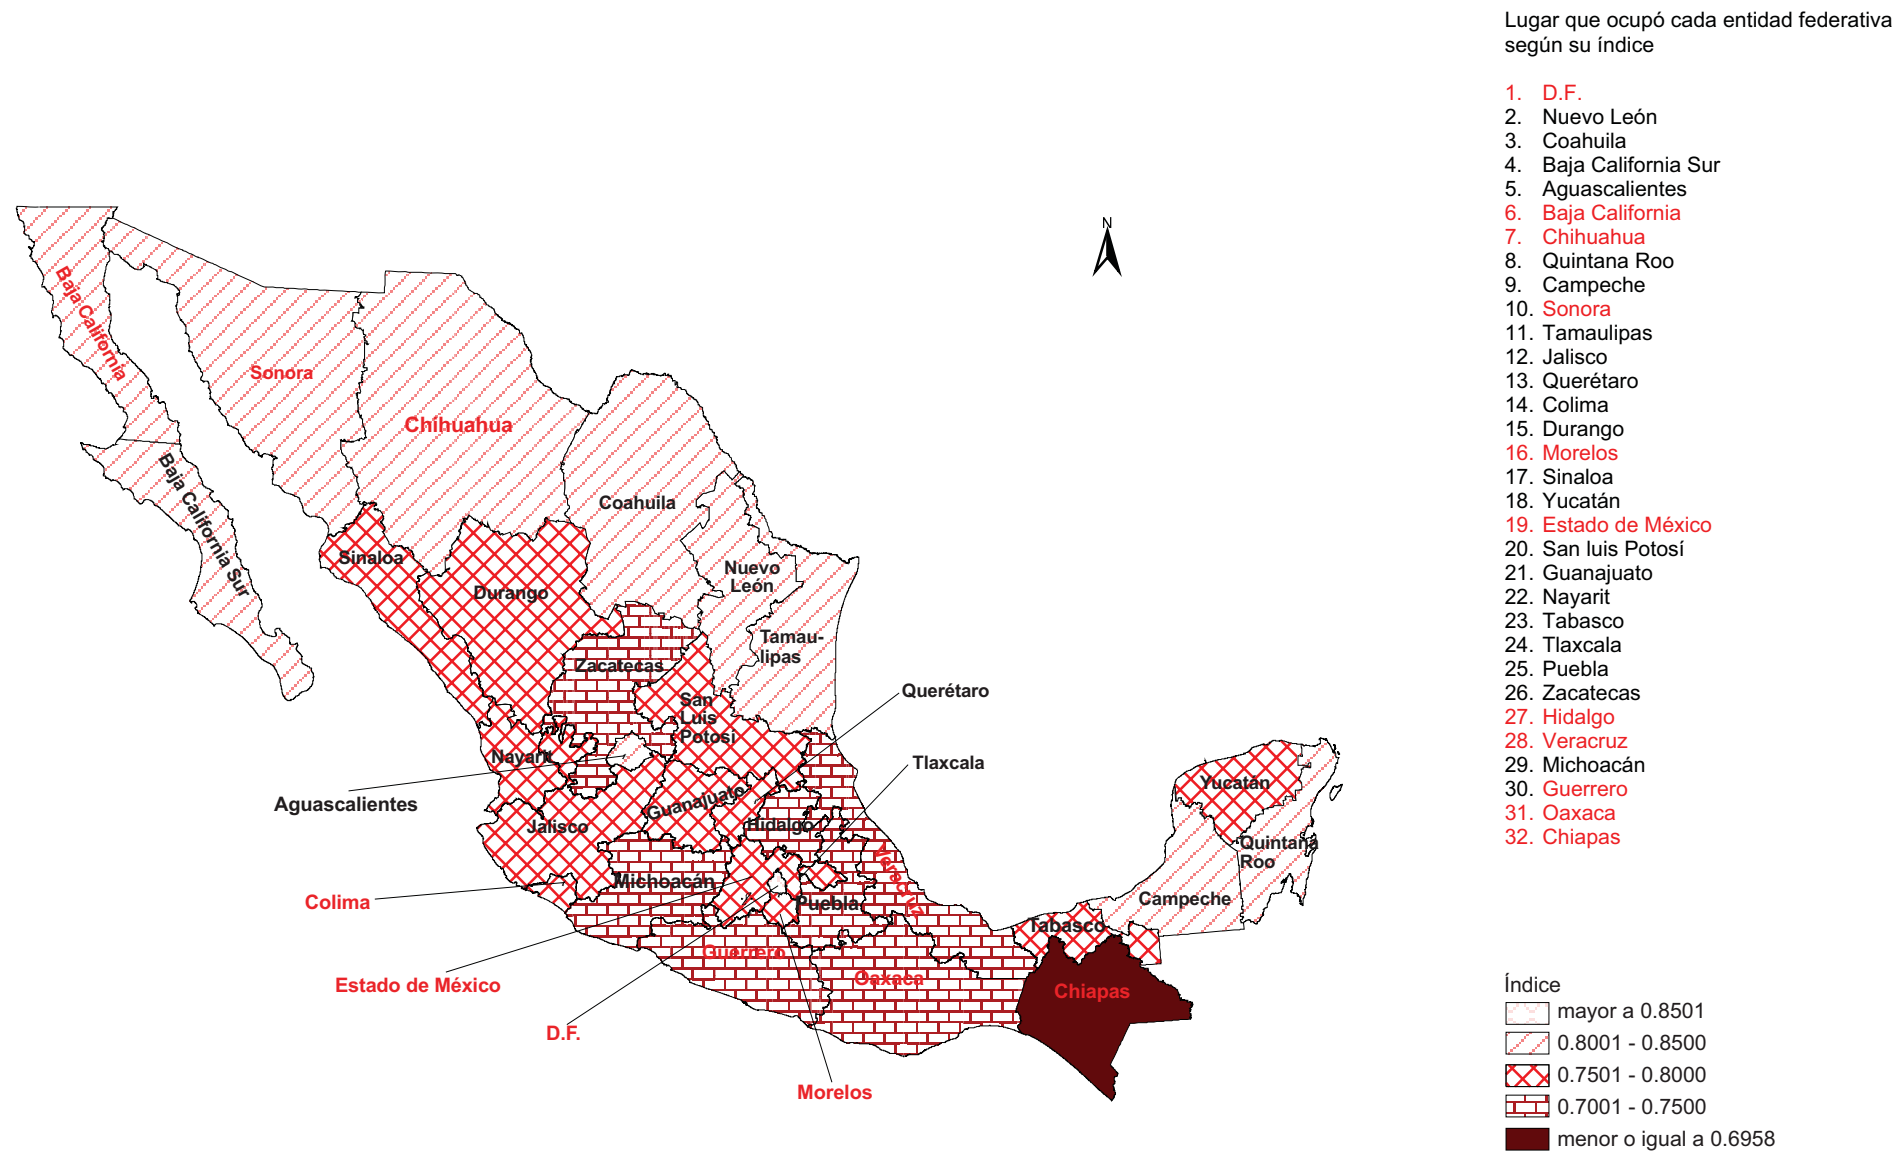 Lugar que ocupó cada entidad federativa
según su índice
1. D.F.
2. Nuevo León
3. Coahuila
4. Baja California Sur
5. Aguascalientes
6. Baja California
7. Chihuahua
8. Quintana Roo
9. Campeche
10. Sonora
11. Tamaulipas
12. Jalisco
13. Querétaro
14. Colima
15. Durango
16. Morelos
17. Sinaloa
18. Yucatán
19. Estado de México
20. San luis Potosí
21. Guanajuato
22. Nayarit
23. Tabasco
24. Tlaxcala
25. Puebla
26. Zacatecas
27. Hidalgo
28. Veracruz
29. Michoacán
30. Guerrero
31. Oaxaca
32. Chiapas
N
Baja California
Sonora
Chihuahua
Coahuila
Baja California Sur
Sinaloa
Durango
Nuevo
León
Tamau-
lipas
Zacatecas
San
Luis
Potosí
Querétaro
Nayarit
Tlaxcala
Aguascalientes
Guanajuato
Jalisco
Hidalgo
Yucatán
Quintana
Roo
Veracruz
Michoacán
Colima
Puebla
Campeche
Tabasco
Guerrero
Oaxaca
Estado de México
Chiapas
D.F.
Morelos
Índice
mayor a 0.8501
0.8001 - 0.8500
0.7501 - 0.8000
0.7001 - 0.7500
menor o igual a 0.6958